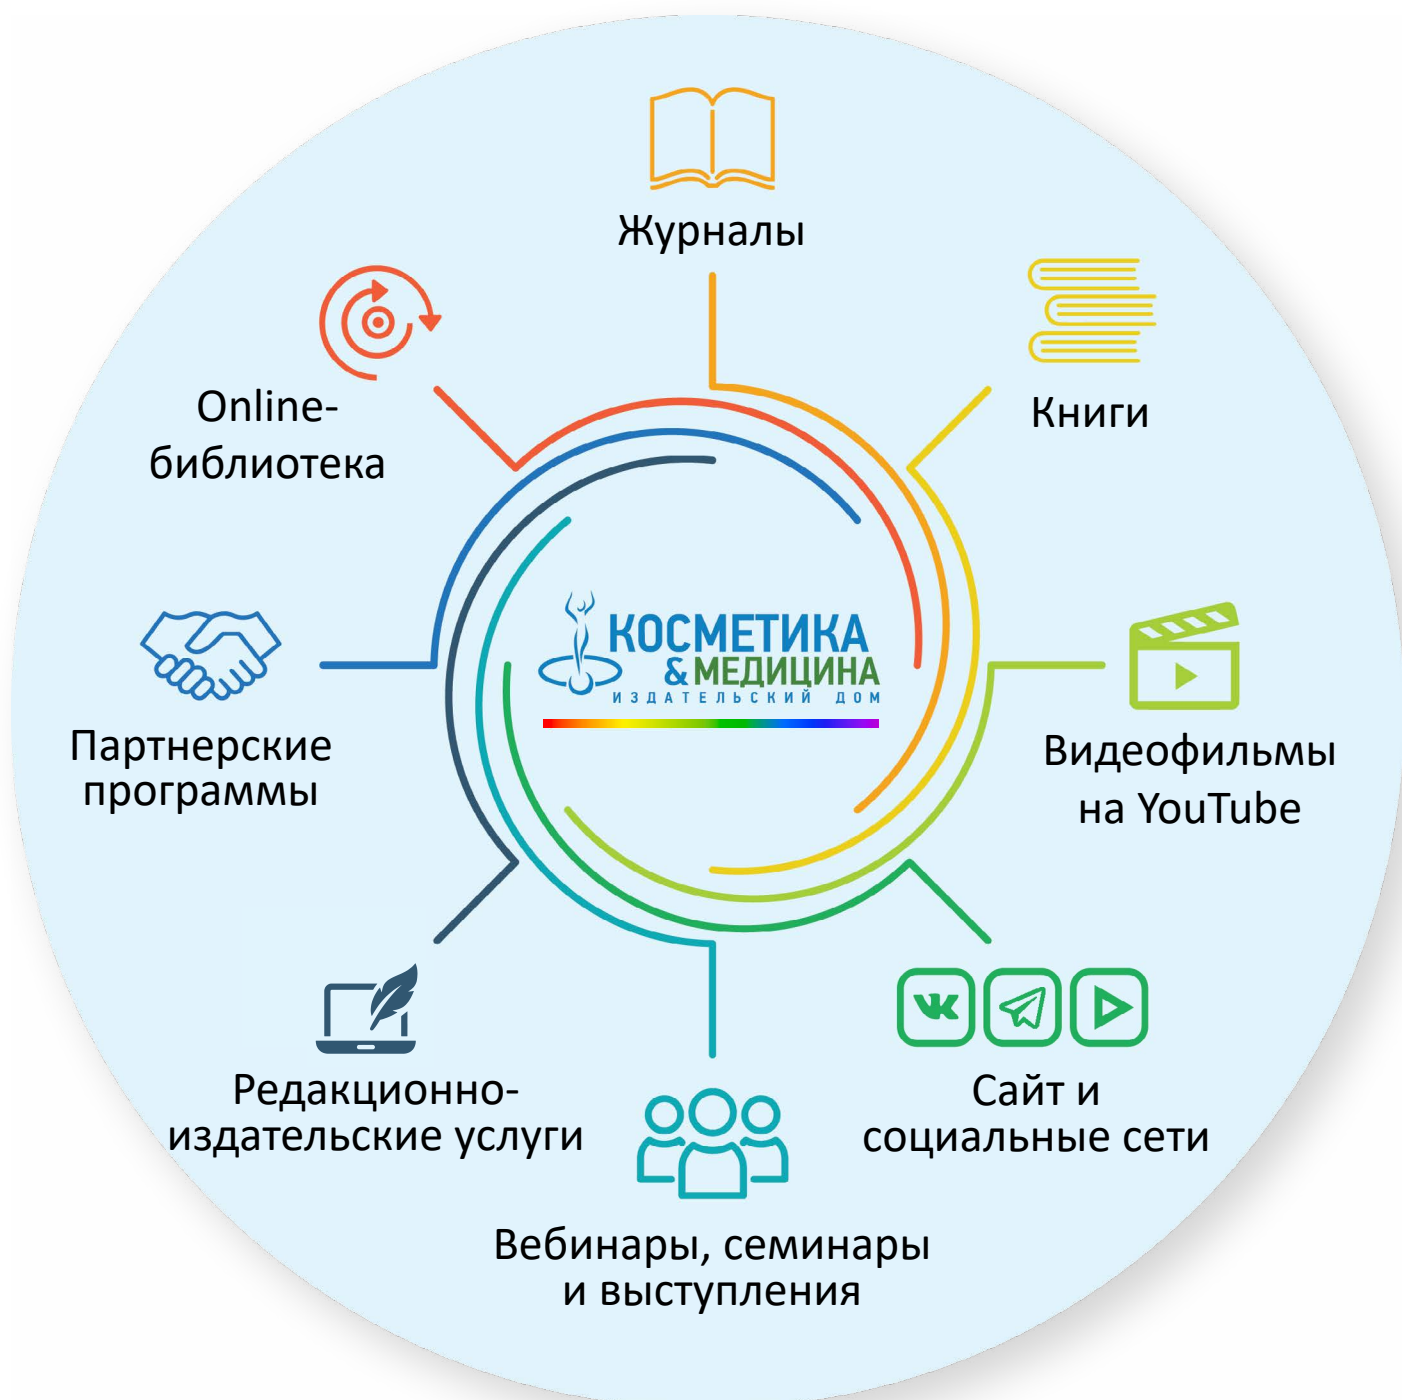 Журналы
Книги
Online-
библиотека
КОСМЕТИКА
&МЕДИЦИНА
ИЗДАТЕЛЬСКИЙ ДОМ
Партнерские
программы
Видеофильмы
на YouTube
Редакционно-
издательские услуги
Сайт и
социальные сети
Вебинары, семинары
и выступления